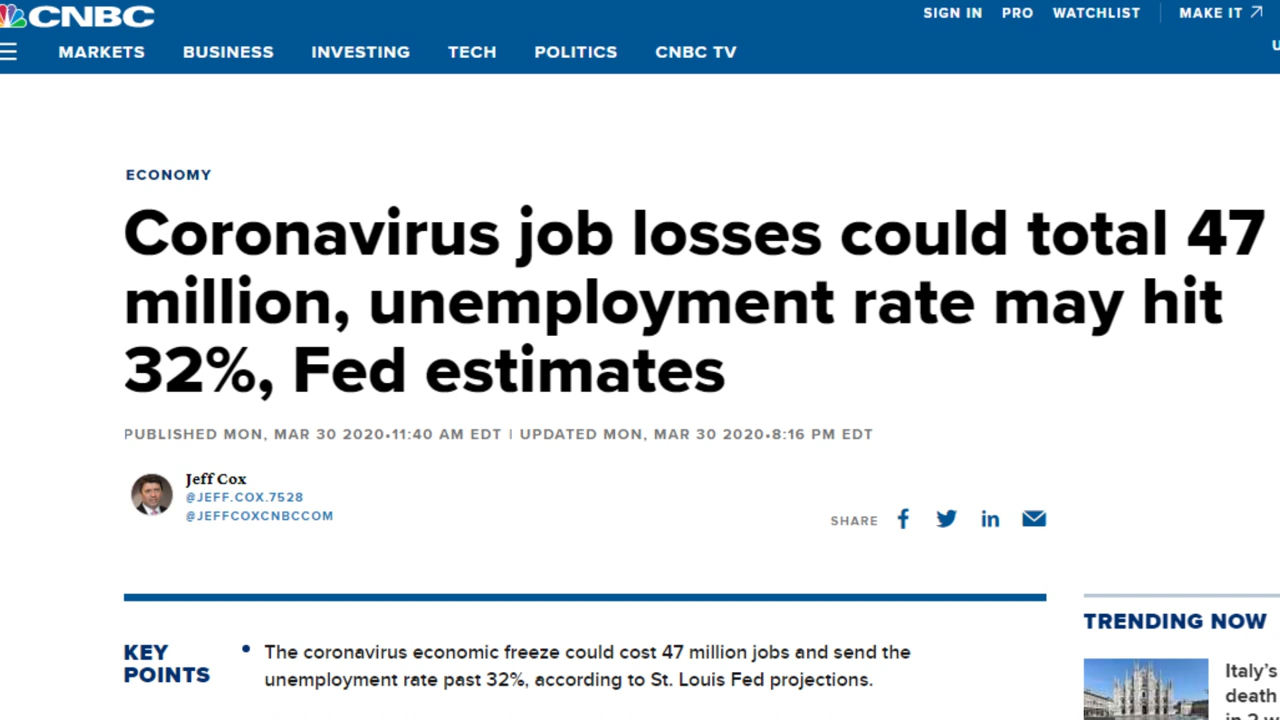 CNBC
SIGN IN PRO WATCHLIST MAKE IT
MARKETS BUSINESS INVESTING TECH POLITICS CNBC TV
ECONOMY
Coronavirus job losses could total 47
million, unemployment rate may hit
32%, Fed estimates
PUBLISHED MON, MAR 30 2020•11:40 AM EDT | UPDATED MON, MAR 30 2020•8:16 PM EDT
Jeff Cox
@JEFF.COX.7528
@JEFFCOXCNBCCOM
SHARE
KEY
POINTS
• The coronavirus economic freeze could cost 47 million jobs and send the
unemployment rate past 32%, according to St. Louis Fed projections.
TRENDING NOW
Italy's
death
in 2